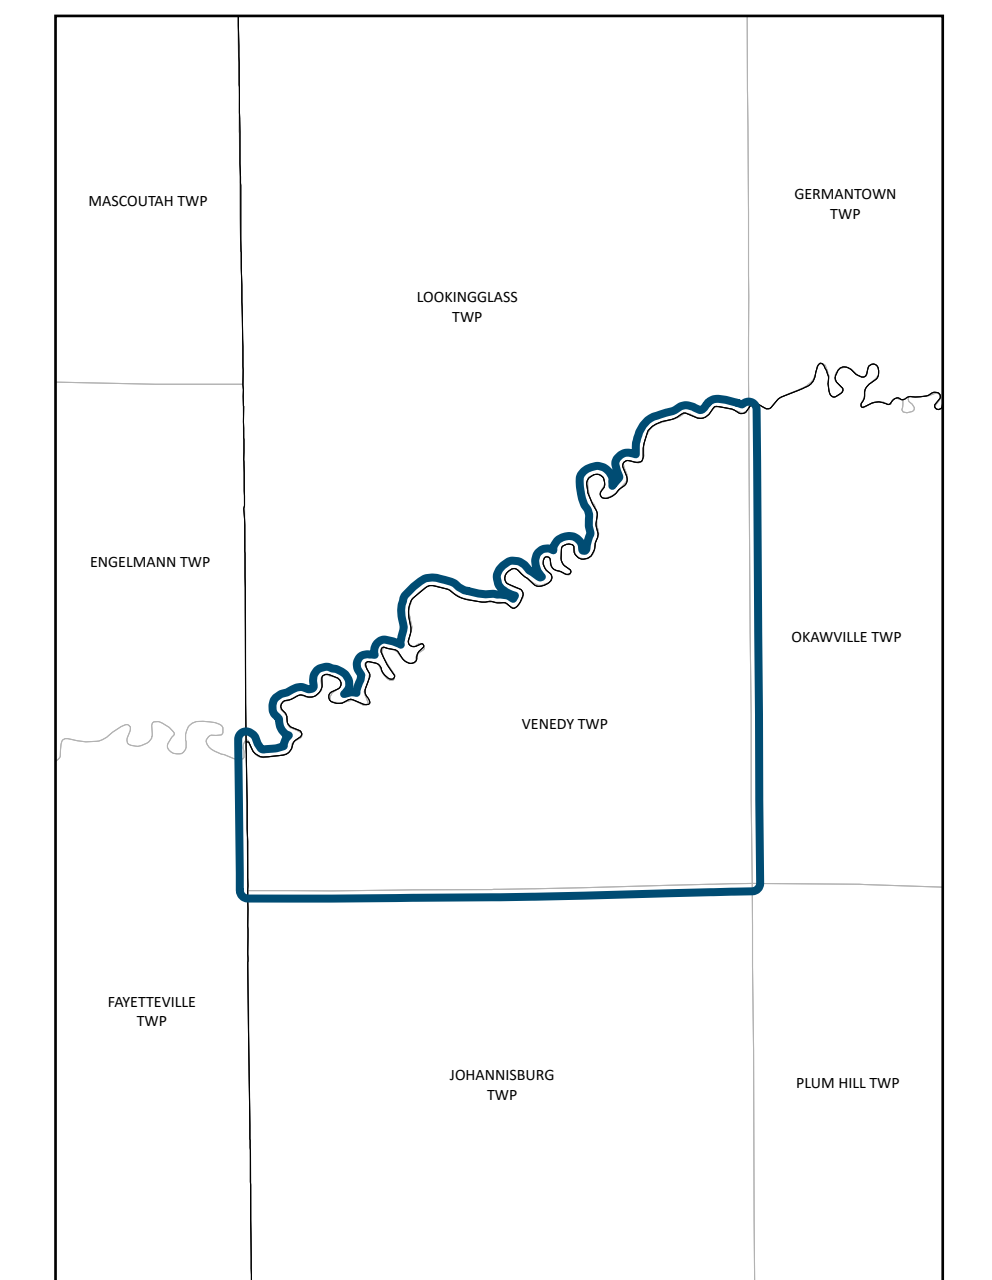 MASCOUTAH TWP
GERMANTOWN
TWP
LOOKINGGLASS
TWP
ENGELMANN TWP
OKAWVILLE TWP
VENEDY TWP
FAYETTEVILLE
TWP
JOHANNISBURG
TWP
PLUM HILL TWP